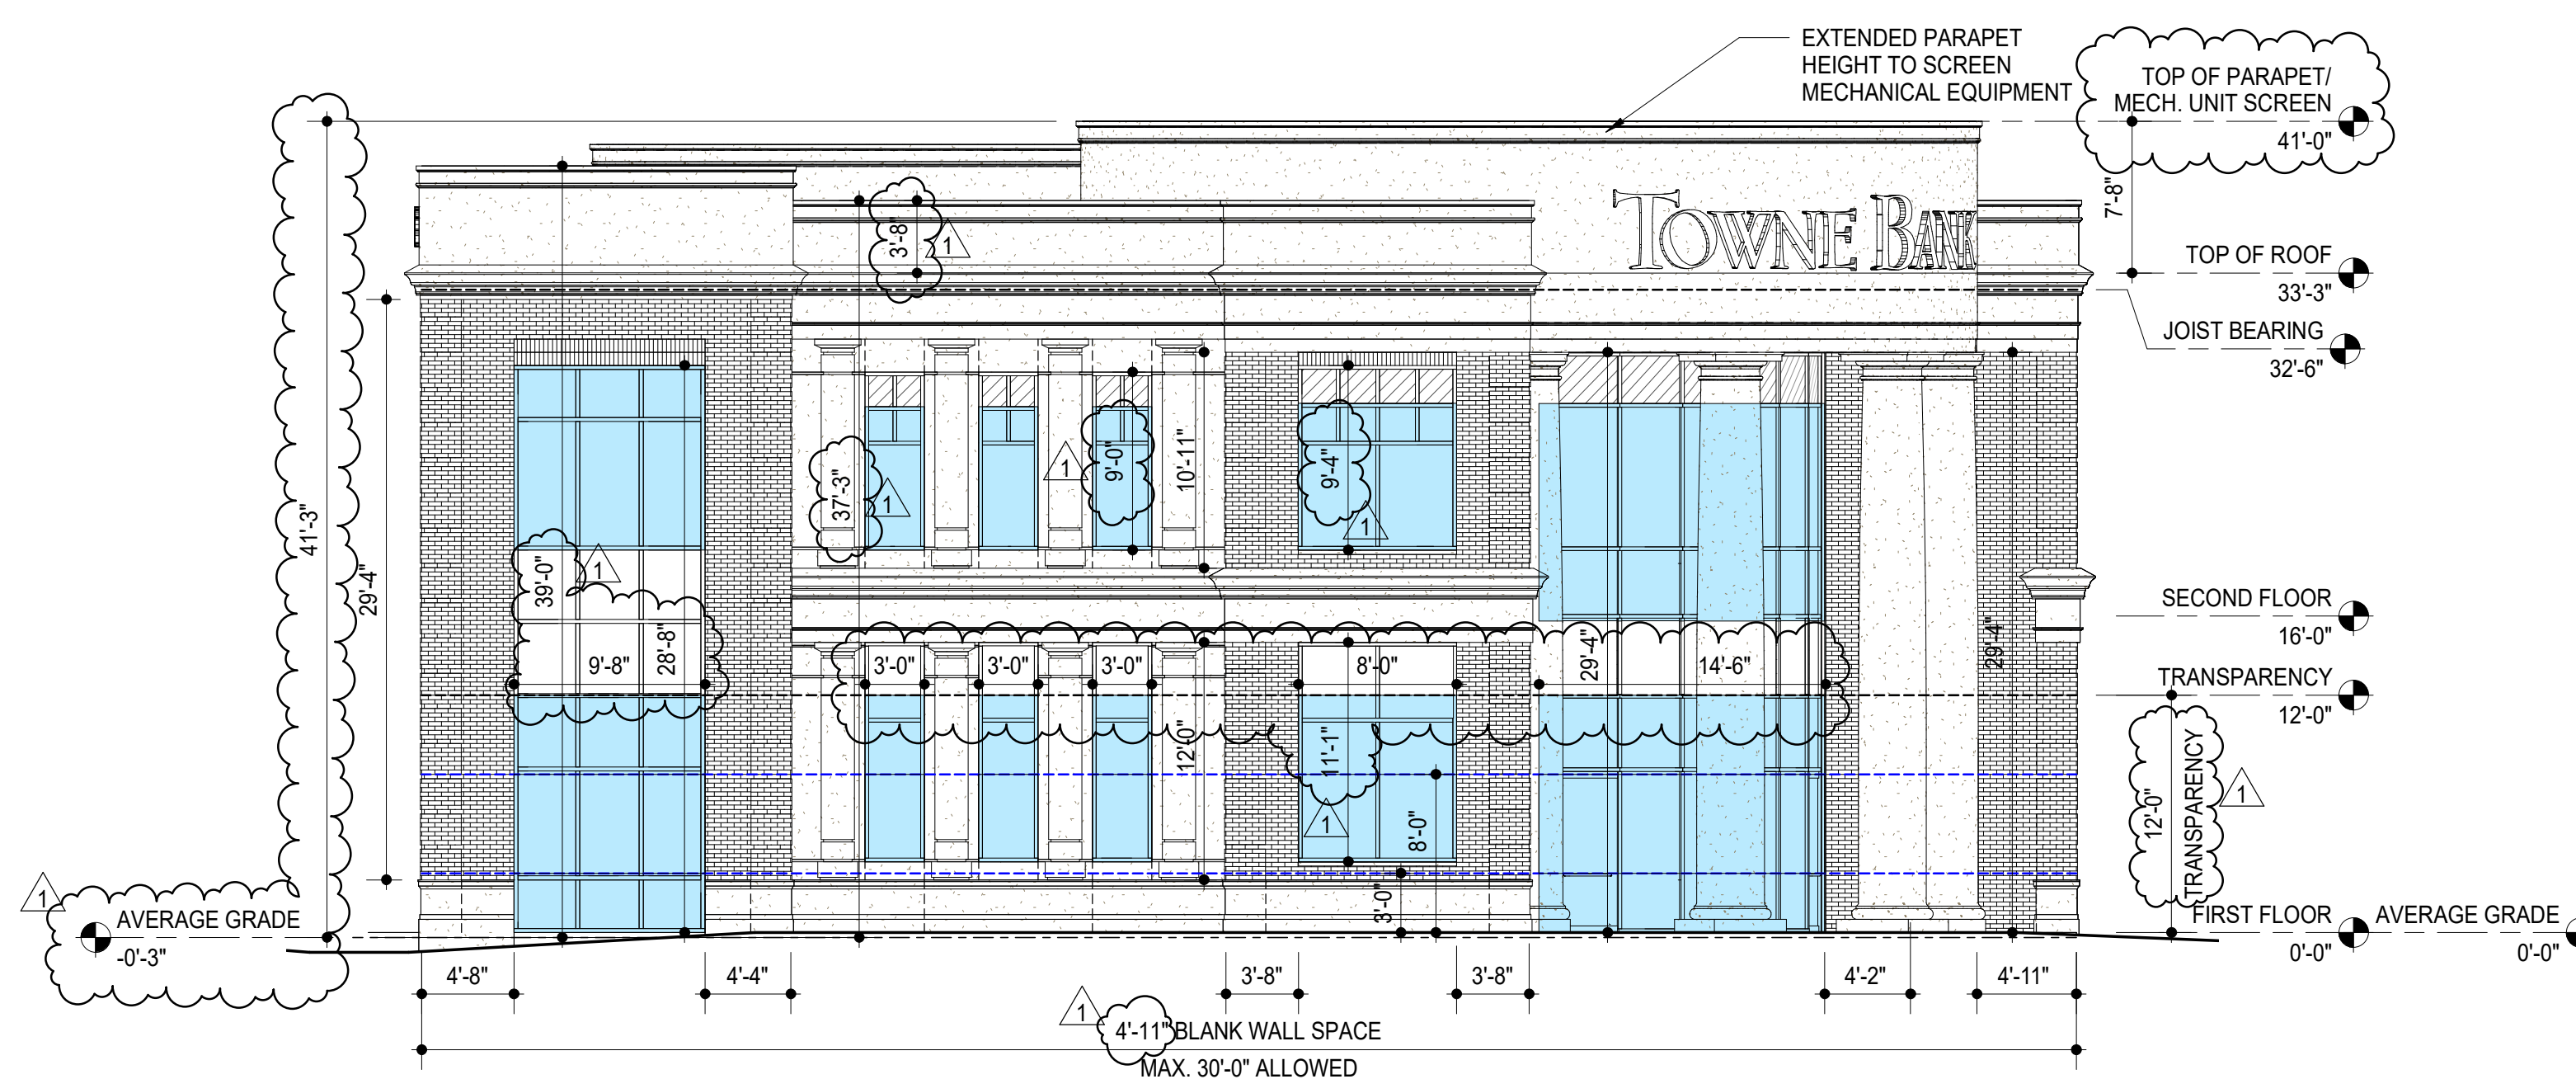 EXTENDED PARAPET
HEIGHT TO SCREEN
MECHANICAL EQUIPMENT
TOP OF PARAPET/
MECH. UNIT SCREEN
41'-0"
7'-8"
TOWNE BANK
3'-8"
1
TOP OF ROOF
33'-3"
JOIST BEARING
32'-6"
41'-3"
29'-4"
37'-3"
1
1
9'-0"
10'-11"
9'-4"
1
39'-0"
1
28'-8"
9'-8"
3'-0"
3'-0"
3'-0"
8'-0"
29'-4"
14'-6"
29'-4"
SECOND FLOOR
16'-0"
TRANSPARENCY
12'-0"
12'-0"
11'-1"
1
8'-0"
3'-0"
12'-0"
TRANSPARENCY
1
1
AVERAGE GRADE
-0'-3"
FIRST FLOOR
0'-0"
AVERAGE GRADE
0'-0"
4'-8"
4'-4"
3'-8"
3'-8"
4'-2"
4'-11"
1
4'-11" BLANK WALL SPACE
MAX. 30'-0" ALLOWED